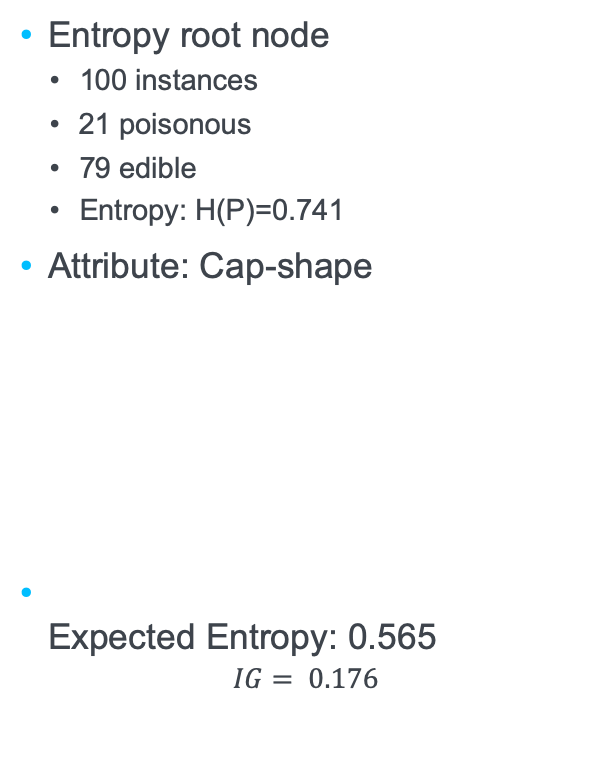 • Entropy root node
• 100 instances
• 21 poisonous
• 79 edible
• Entropy: H(P)=0.741
• Attribute: Cap-shape
•
Expected Entropy: 0.565
IG = 0.176